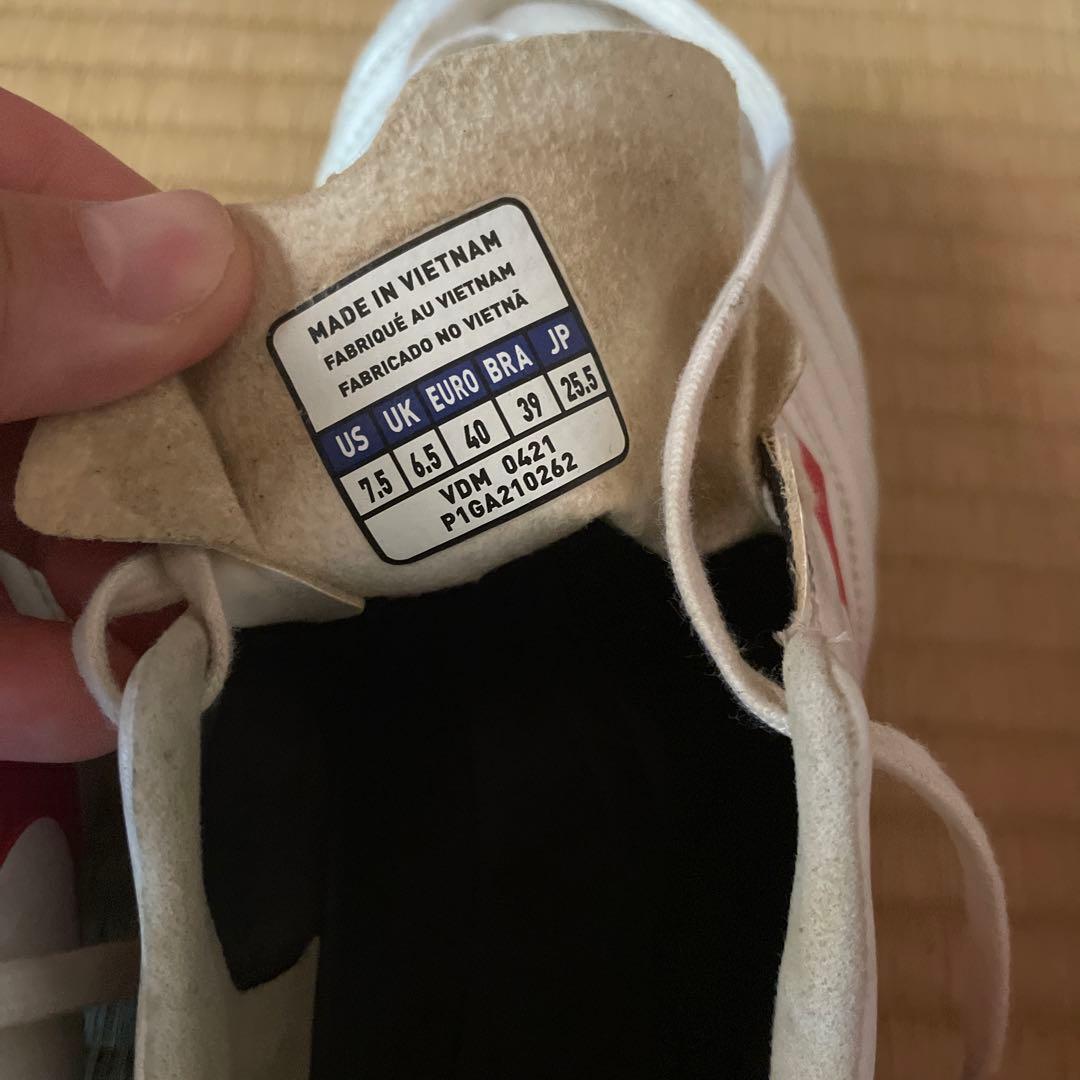 MADE IN VIETNAM
FABRIQUÉ AU VIETNAM
FABRICADO NO VIETNÃ
US UK EURO BRA JP
7.5 6.5 40 39 25.5
VDM 0421
P1GA210262